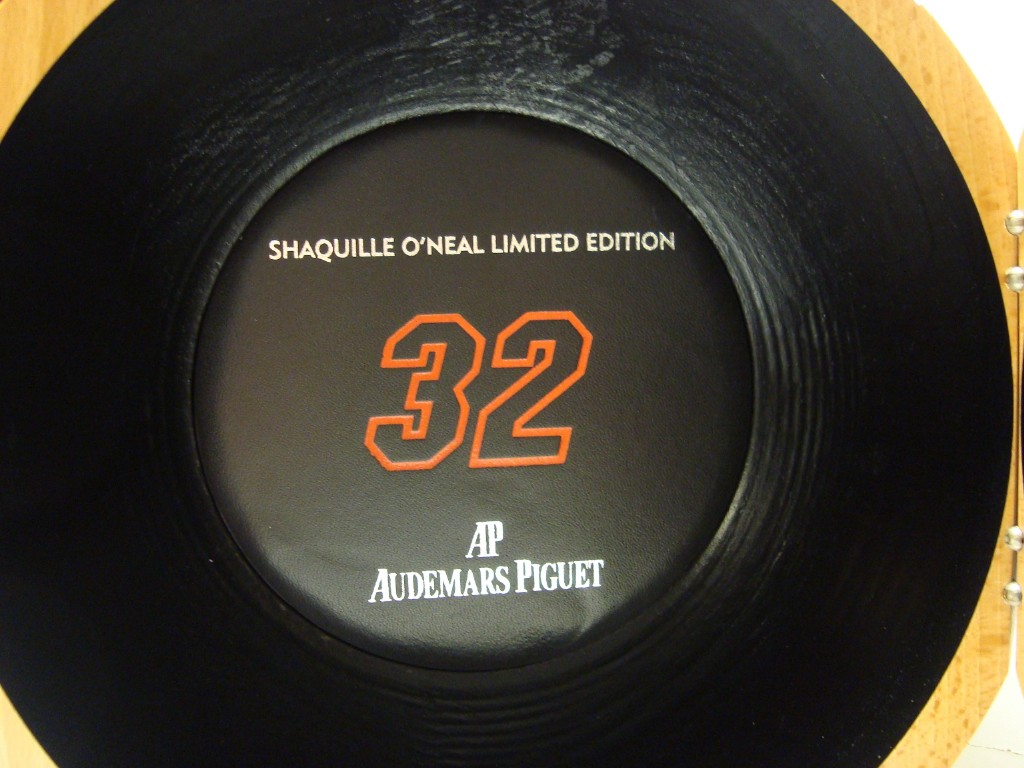 SHAQUILLE O'NEAL LIMITED EDITION
32
AP
AUDEMARS PIGUET